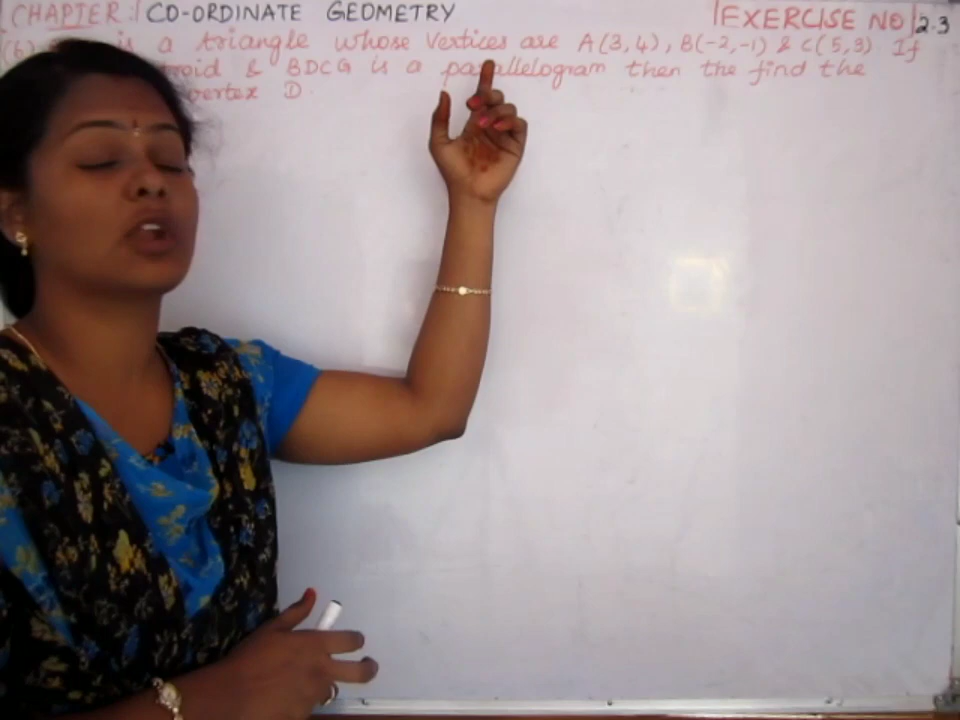 CHAPTER: CO-ORDINATE GEOMETRY EXERCISE NO 2.3
(6) is a triangle whose vertices are A(3,4), B(-2,-1) & C(5,3) If
& BDCG is a parallelogram then the find the
vertex D.